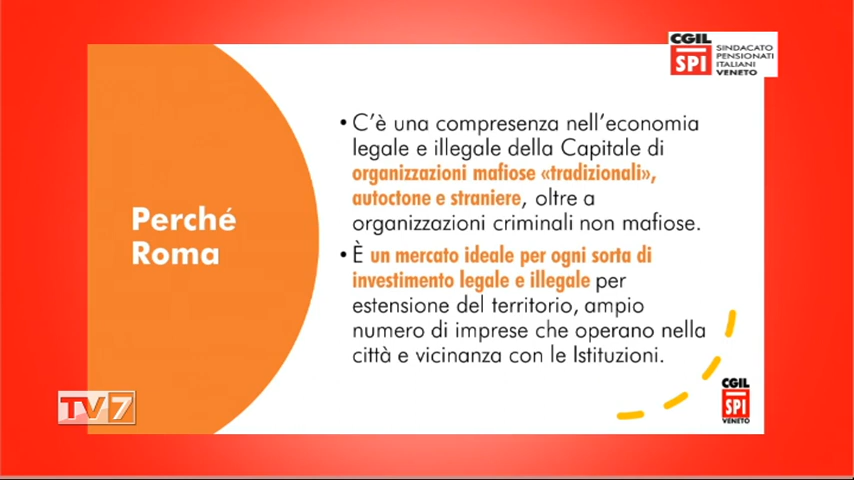 CGIL
SPI
SINDACATO
PENSIONATI
ITALIANI
VENETO
Perché
Roma
• C'è una compresenza nell'economia
legale e illegale della Capitale di
organizzazioni mafiose «tradizionali»,
autoctone e straniere, oltre a
organizzazioni criminali non mafiose.
• È un mercato ideale per ogni sorta di
investimento legale e illegale per
estensione del territorio, ampio
numero di imprese che operano nella
città e vicinanza con le Istituzioni.
TV7
CGIL
SPI
VENETO